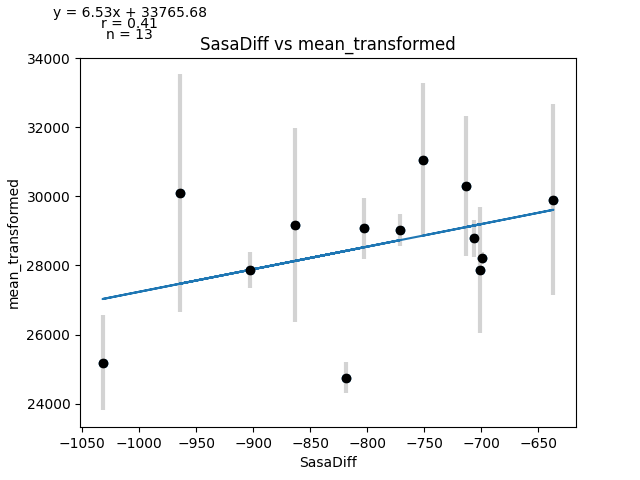 y = 6.53x + 33765.68
r = 0.41
n = 13
SasaDiff vs mean_transformed
34000
32000
30000
28000
26000
24000
mean_transformed
−1050 −1000 −950 −900 −850 −800 −750 −700 −650
SasaDiff